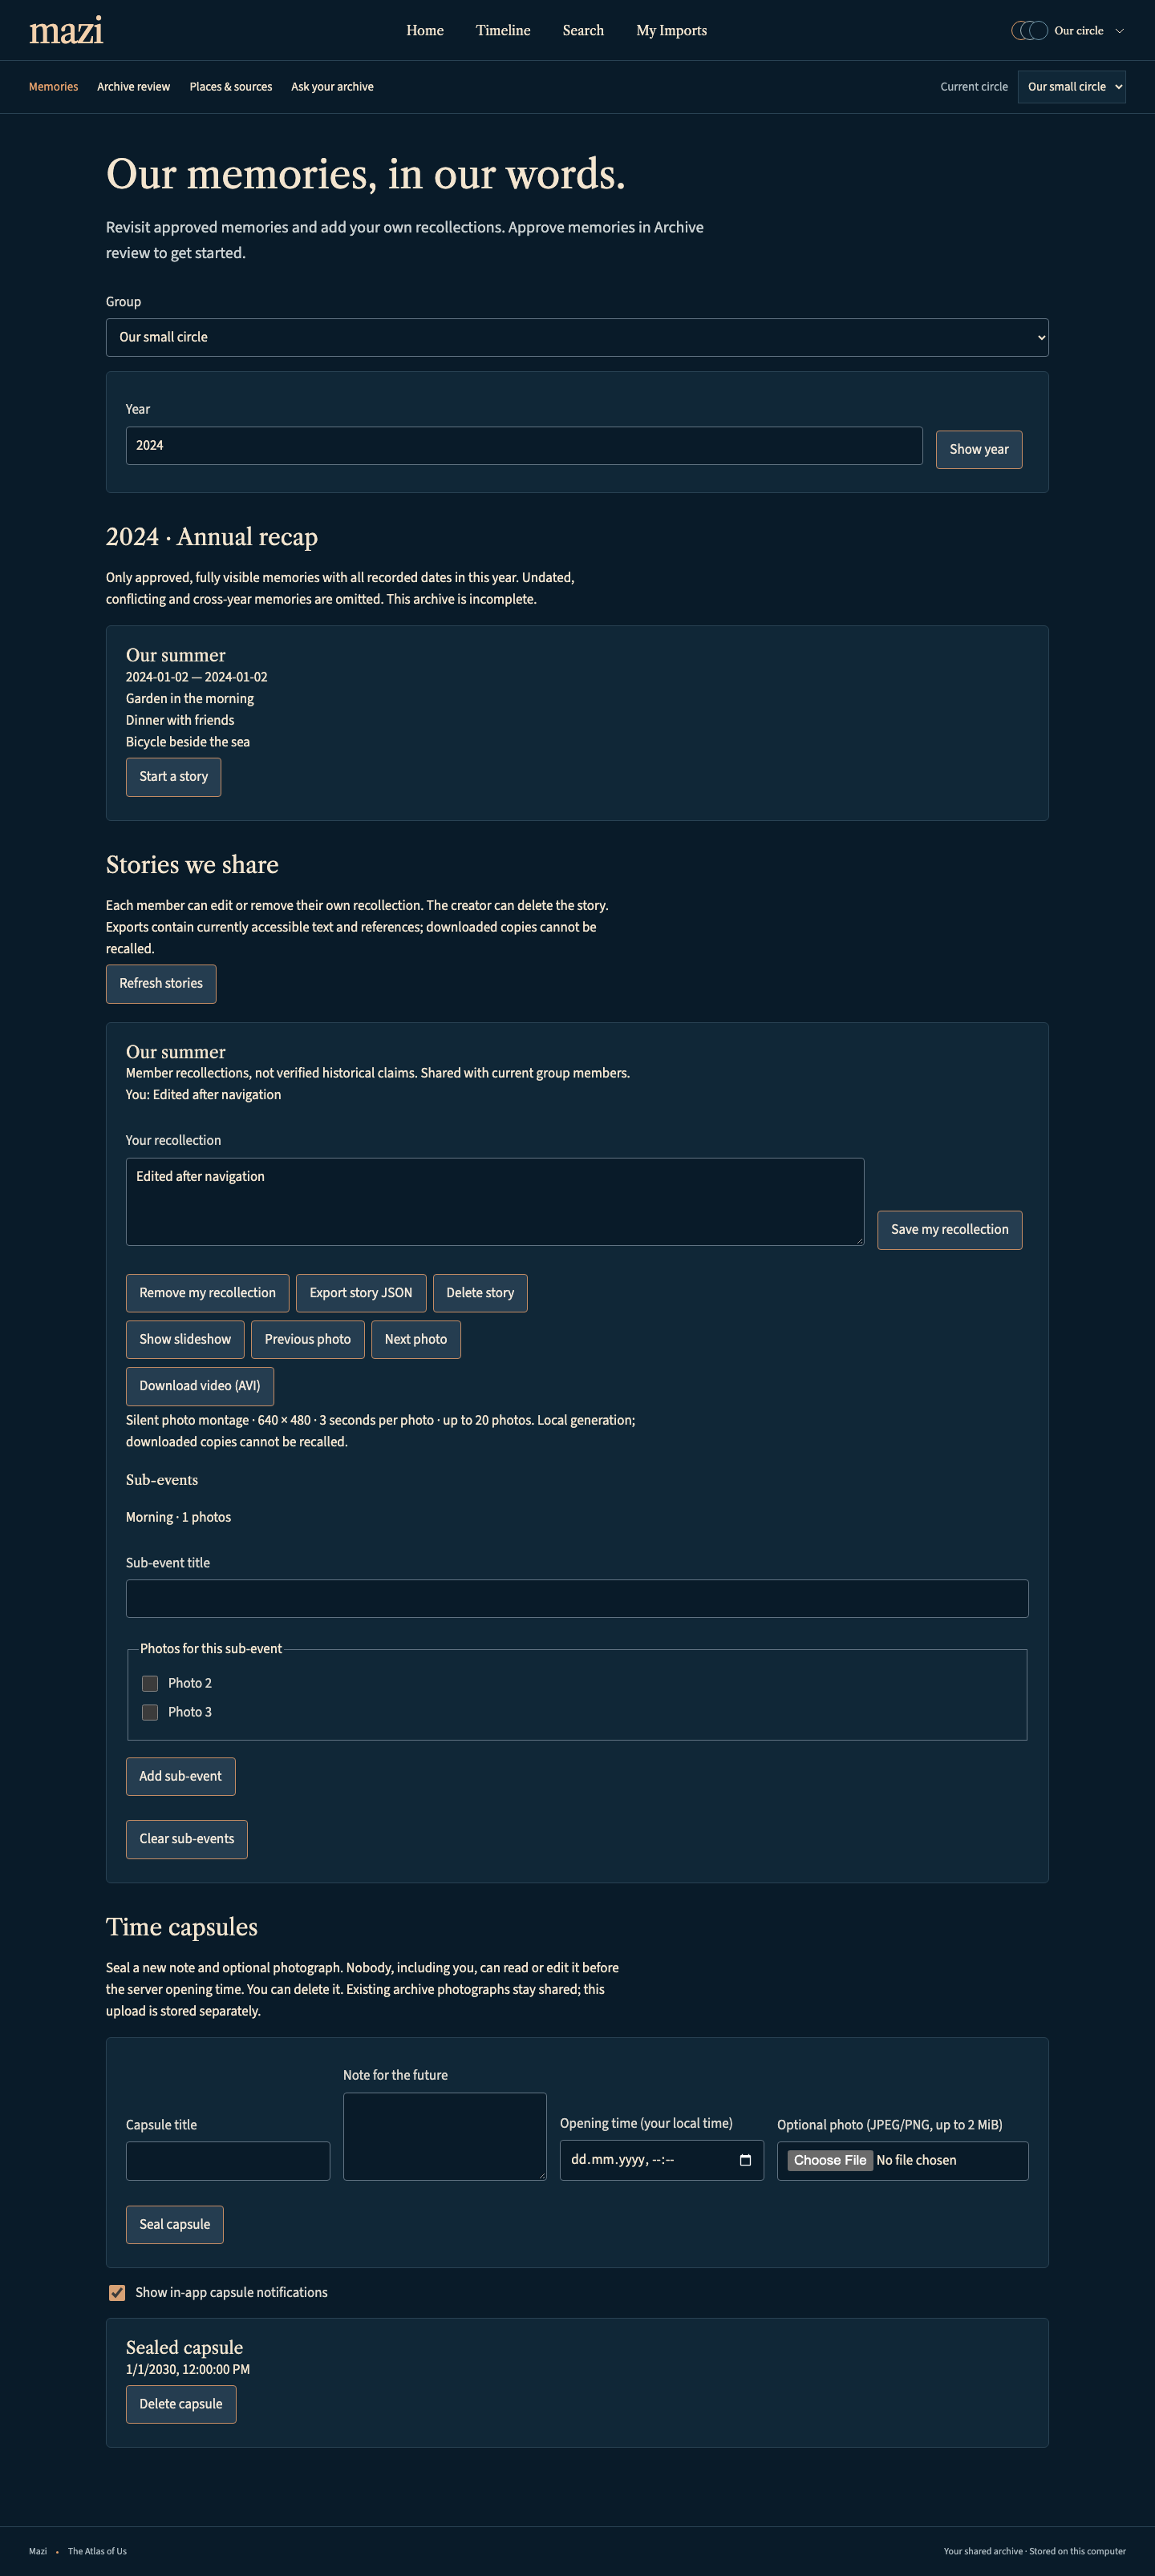 mazi
Home
Timeline
Search
My Imports
Our circle
Memories
Archive review
Places & sources
Ask your archive
Current circle
Our small circle
Our memories, in our words.
Revisit approved memories and add your own recollections. Approve memories in Archive
review to get started.
Group
Our small circle
Year
2024
Show year
2024 · Annual recap
Only approved, fully visible memories with all recorded dates in this year. Undated,
conflicting and cross-year memories are omitted. This archive is incomplete.
Our summer
2024-01-02 — 2024-01-02
Garden in the morning
Dinner with friends
Bicycle beside the sea
Start a story
Stories we share
Each member can edit or remove their own recollection. The creator can delete the story.
Exports contain currently accessible text and references; downloaded copies cannot be
recalled.
Refresh stories
Our summer
Member recollections, not verified historical claims. Shared with current group members.
You: Edited after navigation
Your recollection
Edited after navigation
Save my recollection
Remove my recollection
Export story JSON
Delete story
Show slideshow
Previous photo
Next photo
Download video (AVI)
Silent photo montage · 640 × 480 · 3 seconds per photo · up to 20 photos. Local generation;
downloaded copies cannot be recalled.
Sub-events
Morning · 1 photos
Sub-event title
Photos for this sub-event
Photo 2
Photo 3
Add sub-event
Clear sub-events
Time capsules
Seal a new note and optional photograph. Nobody, including you, can read or edit it before
the server opening time. You can delete it. Existing archive photographs stay shared; this
upload is stored separately.
Capsule title
Note for the future
Opening time (your local time)
dd.mm.yyyy, --:--
Optional photo (JPEG/PNG, up to 2 MiB)
Choose File No file chosen
Seal capsule
Show in-app capsule notifications
Sealed capsule
1/1/2030, 12:00:00 PM
Delete capsule
Mazi • The Atlas of Us
Your shared archive · Stored on this computer